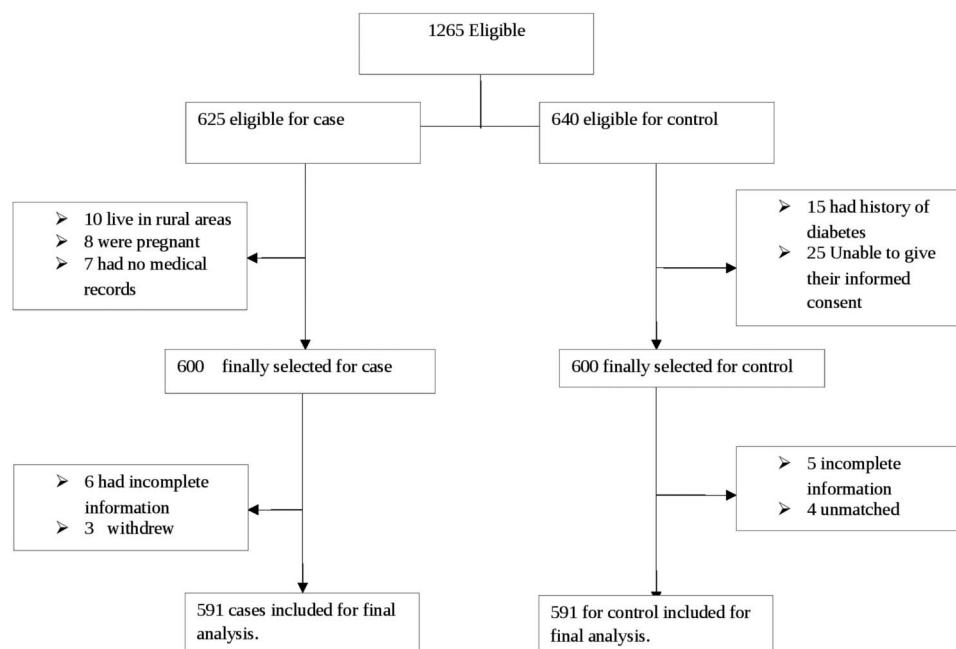 1265 Eligible
625 eligible for case
640 eligible for control
➢ 10 live in rural areas
➢ 8 were pregnant
➢ 7 had no medical
records
➢ 15 had history of
diabetes
➢ 25 Unable to give
their informed
consent
600 finally selected for case
600 finally selected for control
➢ 6 had incomplete
information
➢ 3 withdrew
➢ 5 incomplete
information
➢ 4 unmatched
591 cases included for final
analysis.
591 for control included for
final analysis.